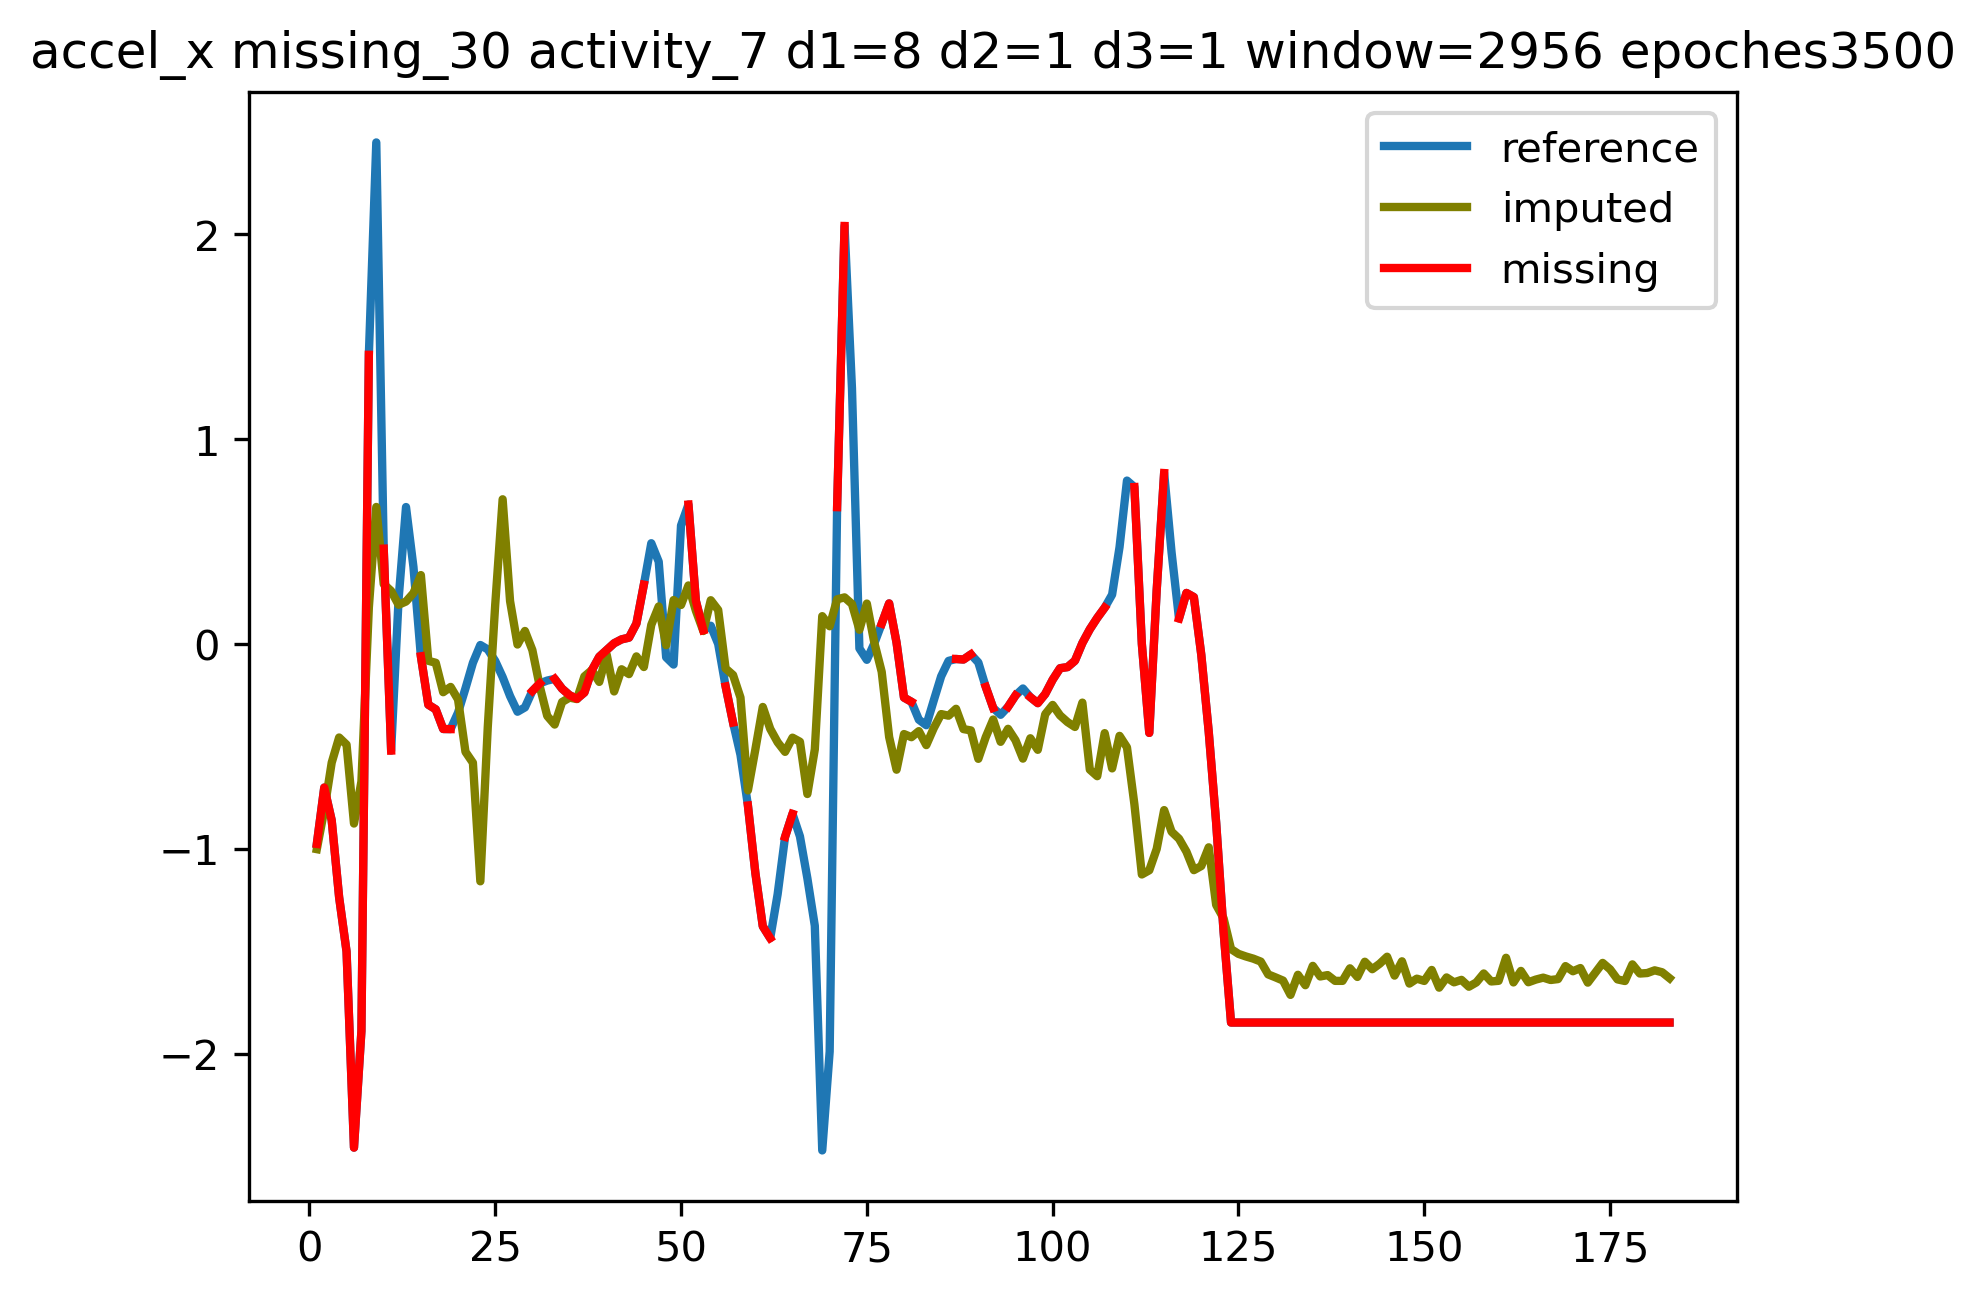 accel_x missing_30 activity_7 d1=8 d2=1 d3=1 window=2956 epoches3500
reference
imputed
missing
2
1
0
−1
−2
0 25 50 75 100 125 150 175